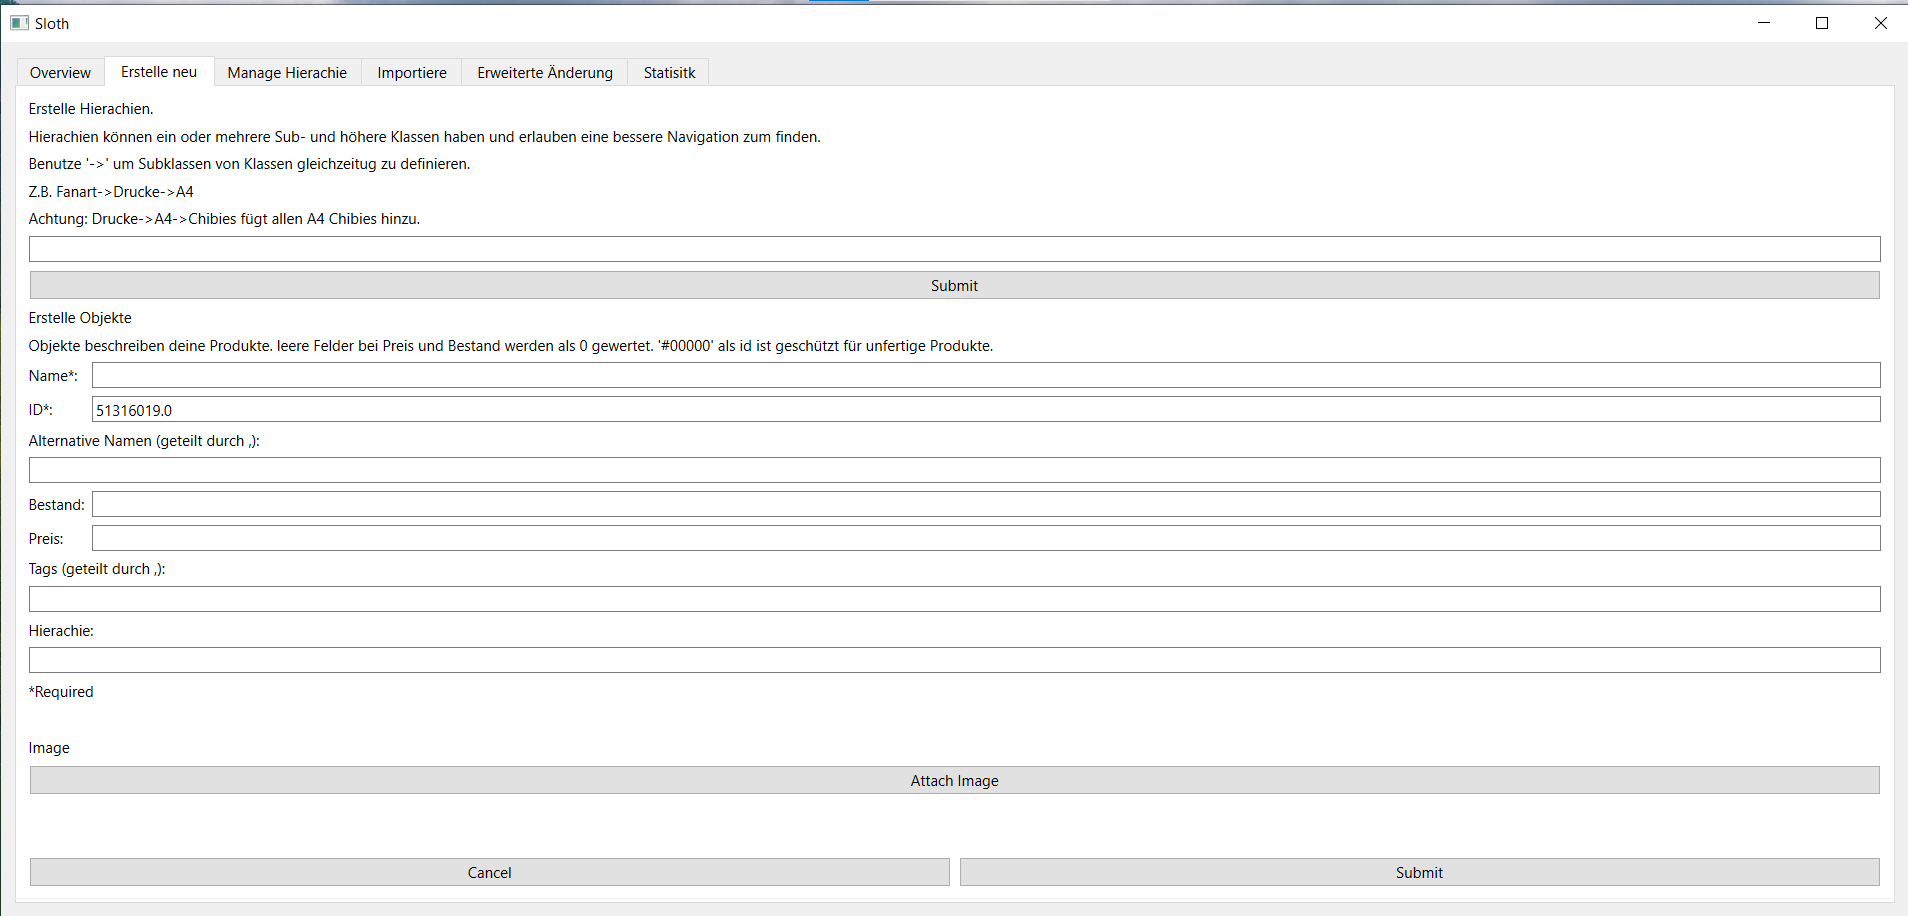 Sloth
Overview Erstelle neu Manage Hierachie Importiere Erweiterte Änderung Statisitk
Erstelle Hierachien.
Hierachien können ein oder mehrere Sub- und höhere Klassen haben und erlauben eine bessere Navigation zum finden.
Benutze '->' um Subklassen von Klassen gleichzeitug zu definieren.
Z.B. Fanart->Drucke->A4
Achtung: Drucke->A4->Chibies fügt allen A4 Chibies hinzu.
Submit
Erstelle Objekte
Objekte beschreiben deine Produkte. leere Felder bei Preis und Bestand werden als 0 gewertet. '#00000' als id ist geschützt für unfertige Produkte.
Name*:
ID*: 51316019.0
Alternative Namen (geteilt durch ,):
Bestand:
Preis:
Tags (geteilt durch ,):
Hierachie:
*Required
Image
Attach Image
Cancel Submit